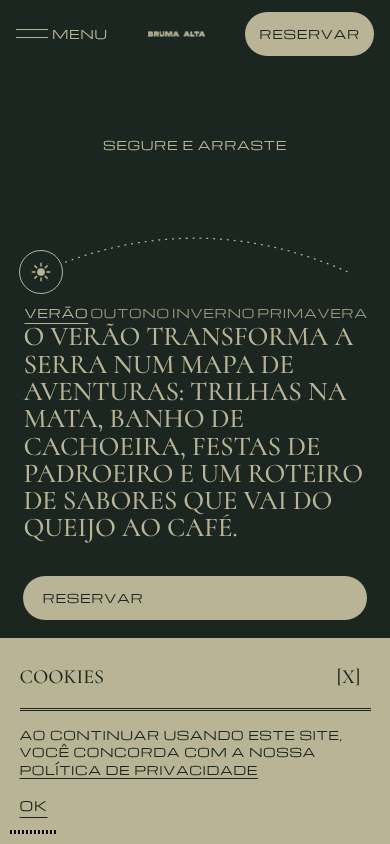 MENU
BRUMA ALTA
RESERVAR
SEGURE E ARRASTE
VERÃO OUTONO INVERNO PRIMAVERA
O VERÃO TRANSFORMA A
SERRA NUM MAPA DE
AVENTURAS: TRILHAS NA
MATA, BANHO DE
CACHOEIRA, FESTAS DE
PADROEIRO E UM ROTEIRO
DE SABORES QUE VAI DO
QUEIJO AO CAFÉ.
RESERVAR
COOKIES
[X]
AO CONTINUAR USANDO ESTE SITE,
VOCÊ CONCORDA COM A NOSSA
POLÍTICA DE PRIVACIDADE
OK